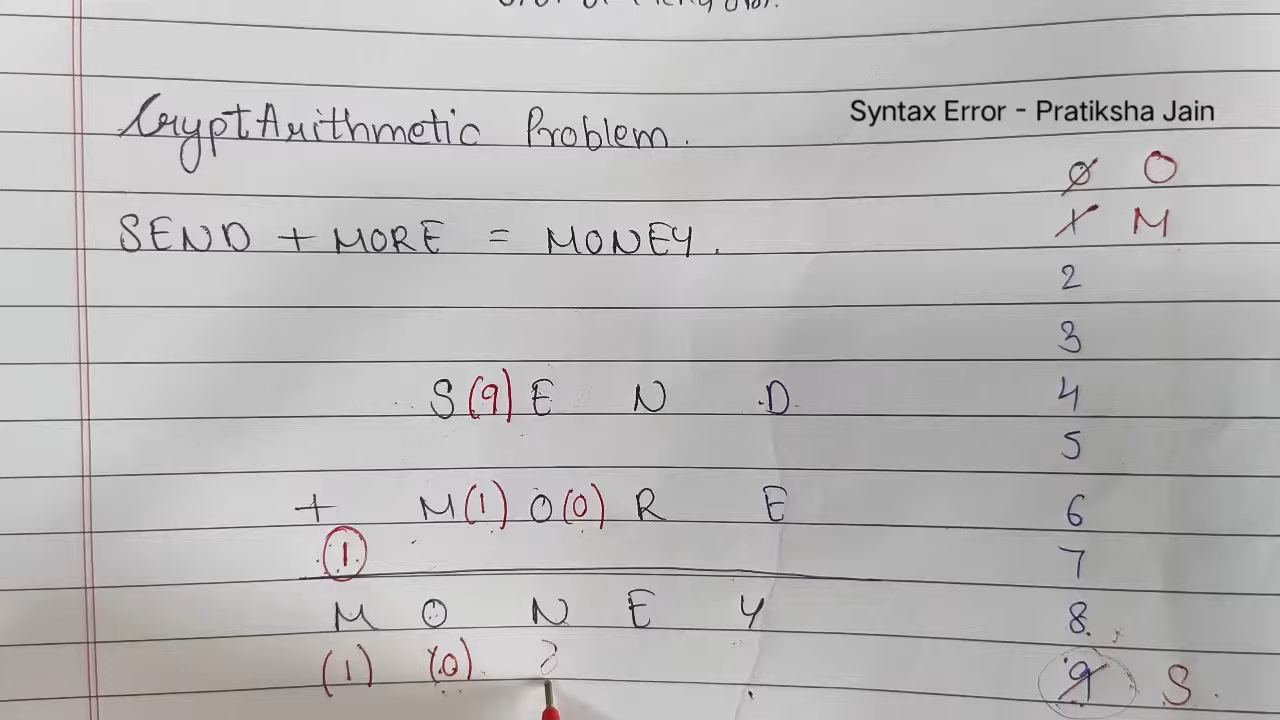 CryptArithmetic Problem.
Syntax Error - Pratiksha Jain
0 O
1 M
SEND + MORE = MONEY.
2
3
S(9) E N D
4
5
+ M(1) O(0) R E
6
1
7
M O N E Y
8
(1) (0) ?
9 S